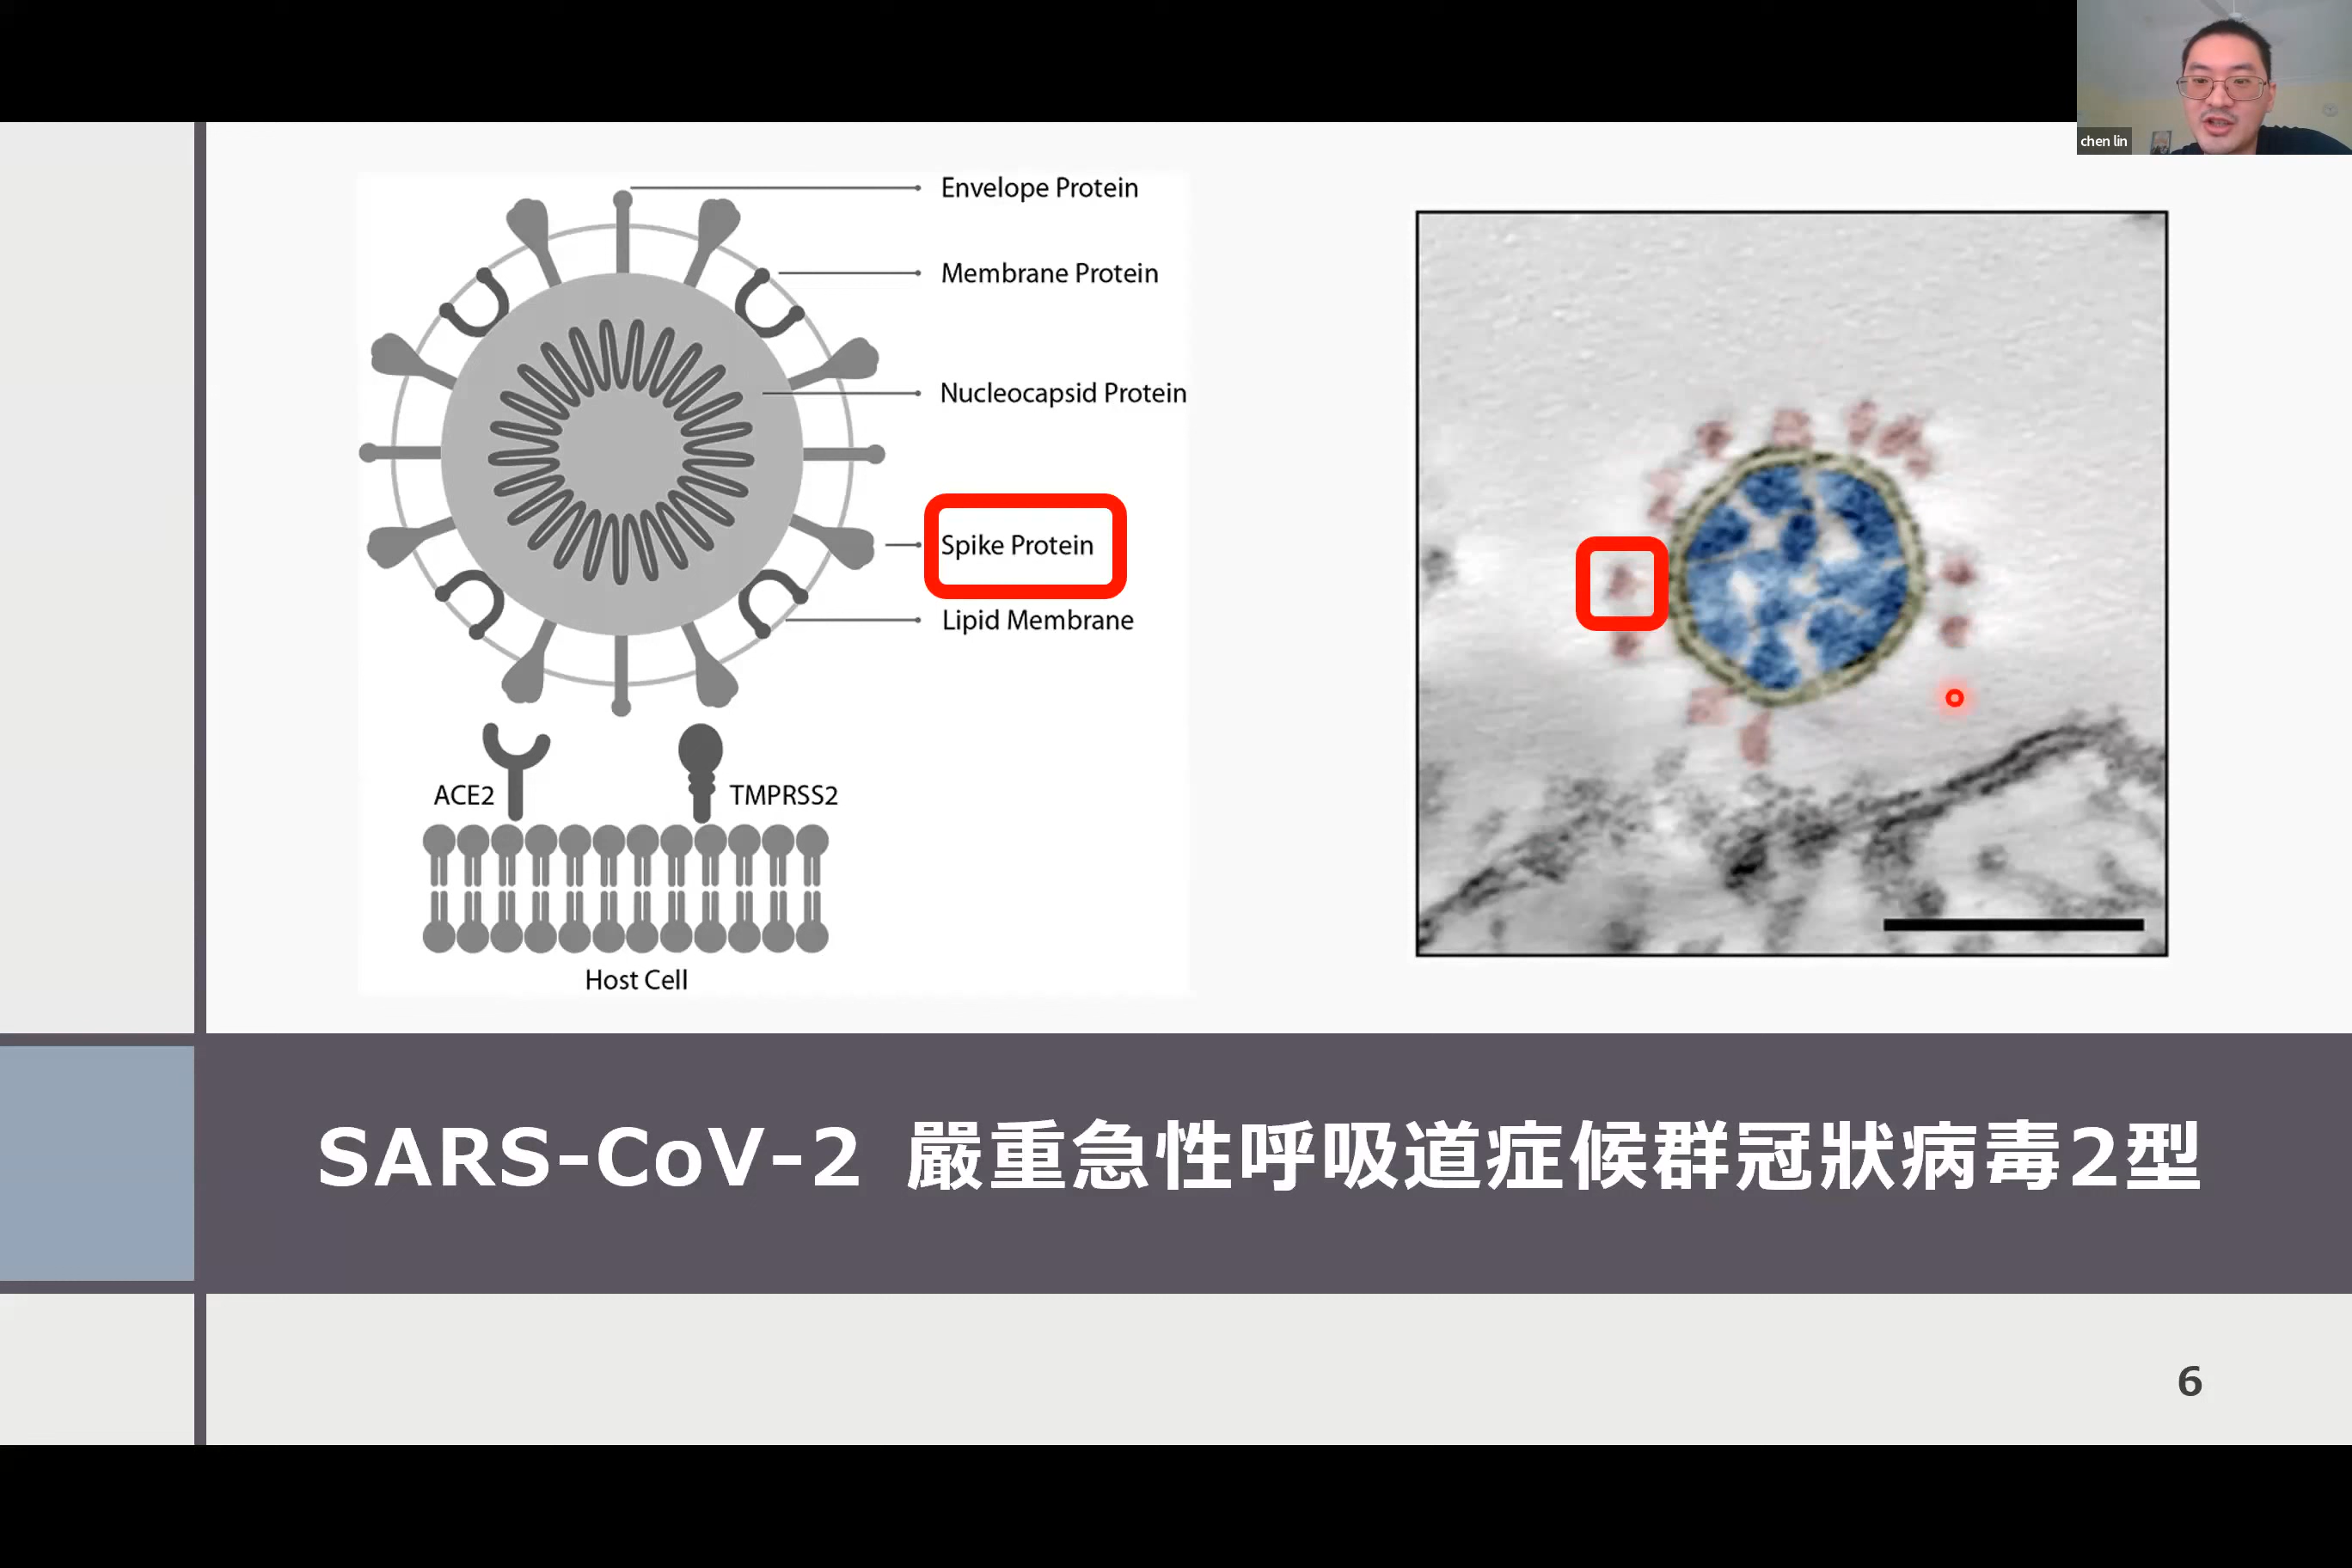 chen lin
Envelope Protein
Membrane Protein
Nucleocapsid Protein
Spike Protein
Lipid Membrane
ACE2
TMPRSS2
Host Cell
SARS-CoV-2 嚴重急性呼吸道症候群冠狀病毒2型
6